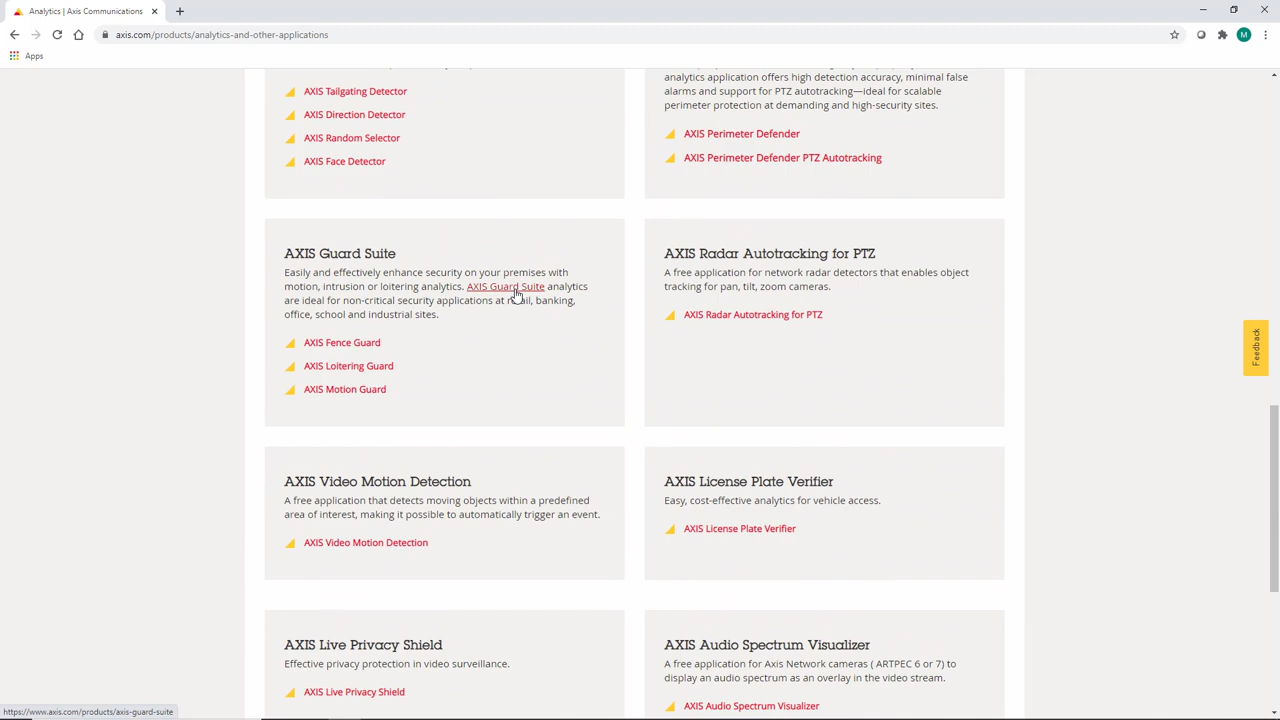 Analytics | Axis Communications
axis.com/products/analytics-and-other-applications
M
Apps
AXIS Tailgating Detector
AXIS Direction Detector
AXIS Random Selector
AXIS Face Detector
analytics application offers high detection accuracy, minimal false
alarms and support for PTZ autotracking—ideal for scalable
perimeter protection at demanding and high-security sites.
AXIS Perimeter Defender
AXIS Perimeter Defender PTZ Autotracking
AXIS Guard Suite
Easily and effectively enhance security on your premises with
motion, intrusion or loitering analytics. AXIS Guard Suite analytics
are ideal for non-critical security applications at retail, banking,
office, school and industrial sites.
AXIS Fence Guard
AXIS Loitering Guard
AXIS Motion Guard
AXIS Radar Autotracking for PTZ
A free application for network radar detectors that enables object
tracking for pan, tilt, zoom cameras.
AXIS Radar Autotracking for PTZ
Feedback
AXIS Video Motion Detection
A free application that detects moving objects within a predefined
area of interest, making it possible to automatically trigger an event.
AXIS Video Motion Detection
AXIS License Plate Verifier
Easy, cost-effective analytics for vehicle access.
AXIS License Plate Verifier
AXIS Live Privacy Shield
Effective privacy protection in video surveillance.
AXIS Live Privacy Shield
AXIS Audio Spectrum Visualizer
A free application for Axis Network cameras ( ARTPEC 6 or 7) to
display an audio spectrum as an overlay in the video stream.
AXIS Audio Spectrum Visualizer
https://www.axis.com/products/axis-guard-suite